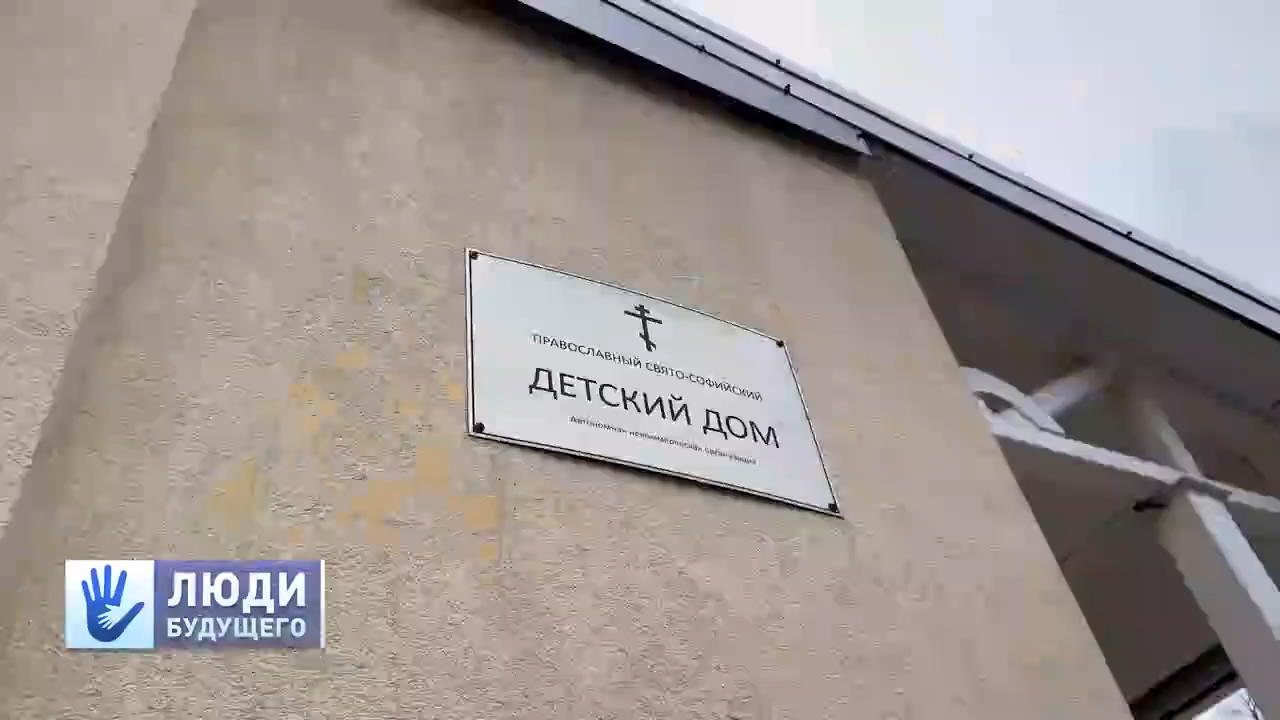 ПРАВОСЛАВНЫЙ СВЯТО-СОФИЙСКИЙ
ДЕТСКИЙ ДОМ
Автономная некоммерческая организация
ЛЮДИ
БУДУЩЕГО